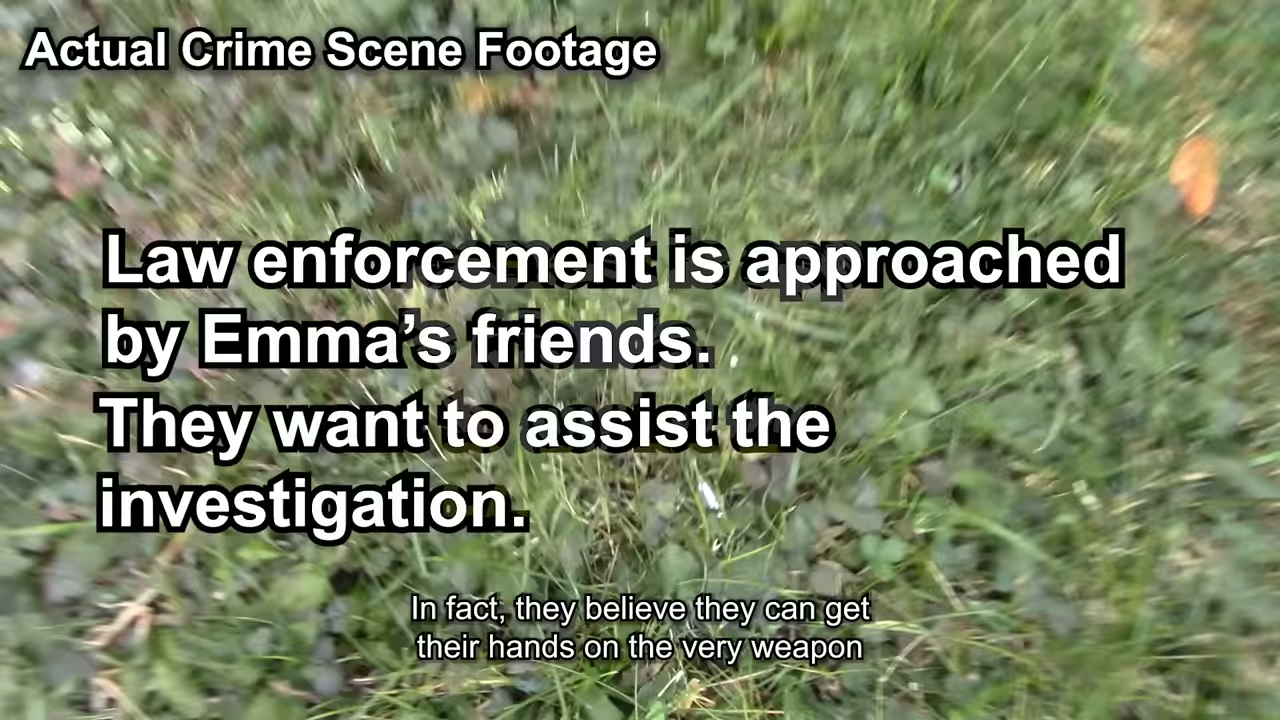 Actual Crime Scene Footage
Law enforcement is approached
by Emma’s friends.
They want to assist the
investigation.
In fact, they believe they can get
their hands on the very weapon